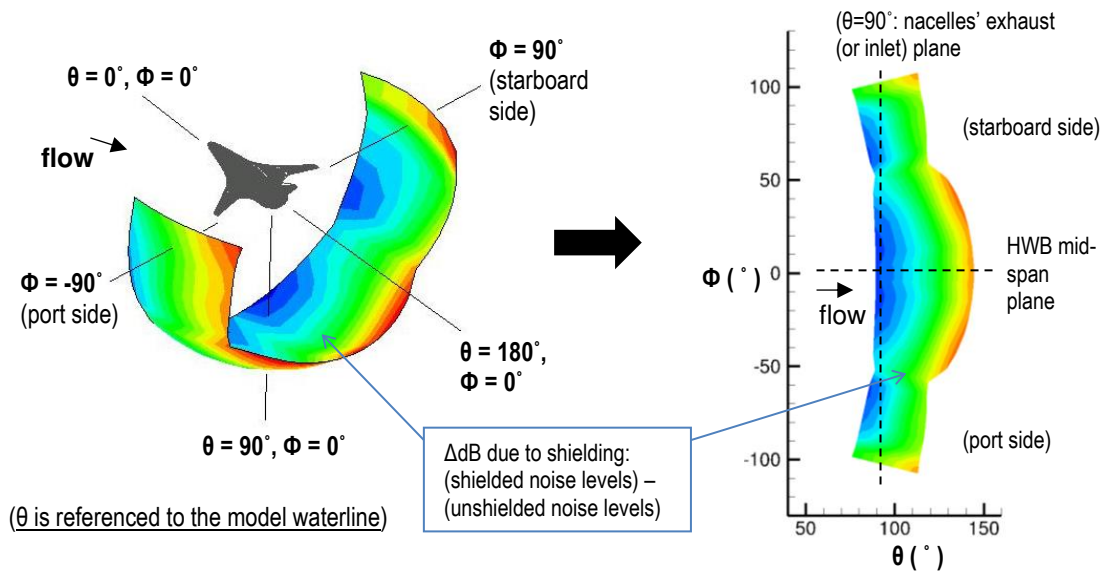 θ = 0˚, Φ = 0˚
Φ = 90˚
(starboard
side)
flow
Φ = -90˚
(port side)
θ = 180˚,
Φ = 0˚
θ = 90˚, Φ = 0˚
(θ is referenced to the model waterline)
ΔdB due to shielding:
(shielded noise levels) –
(unshielded noise levels)
(θ=90˚: nacelles’ exhaust
(or inlet) plane
100
50
0
-50
-100
Φ ( ˚ )
flow
(starboard side)
HWB mid-
span
plane
(port side)
50 100 150
θ ( ˚ )